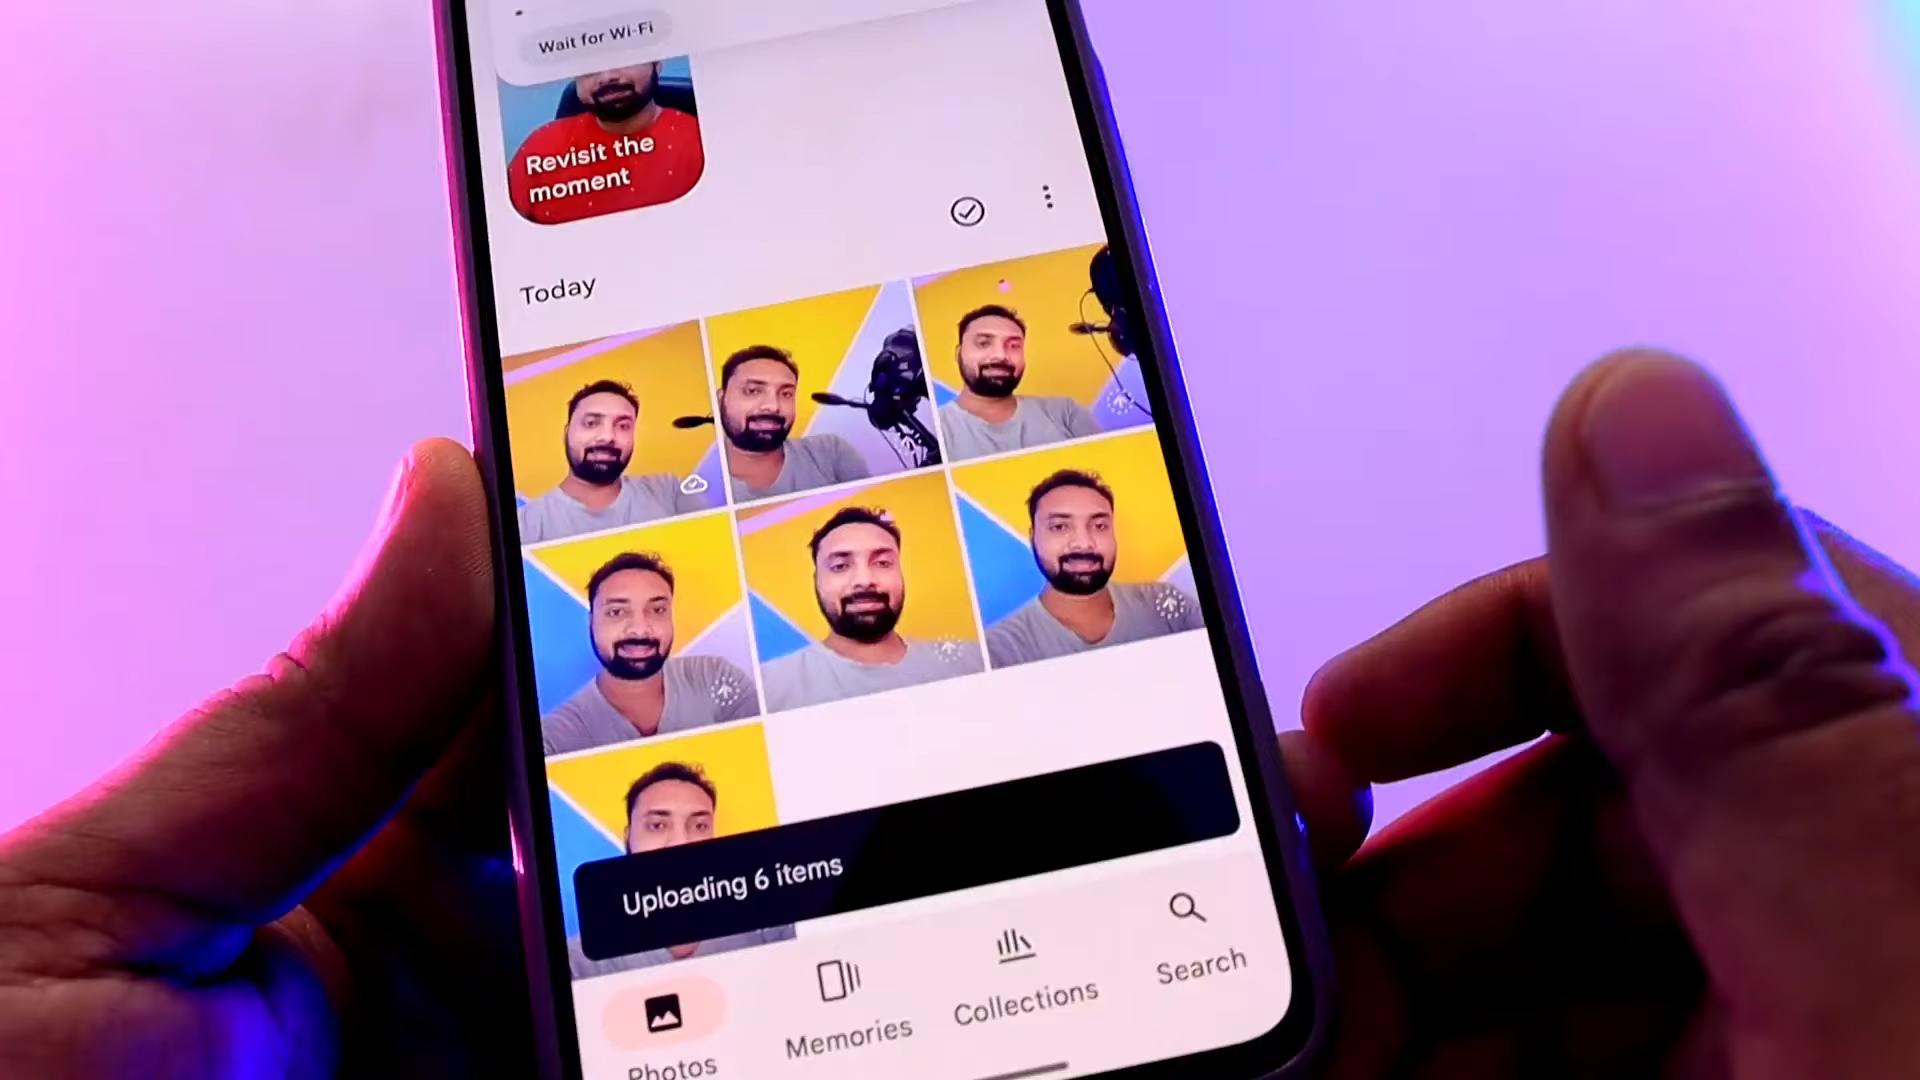 Wait for Wi-Fi
Revisit the
moment
Today
Uploading 6 items
Photos
Memories
Collections
Search